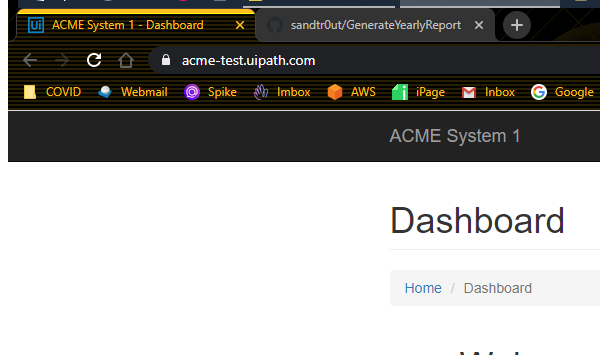 Ui ACME System 1 - Dashboard sandtr0ut/GenerateYearlyReport
acme-test.uipath.com
COVID Webmail Spike Imbox AWS iPage Inbox Google
ACME System 1
Dashboard
Home / Dashboard